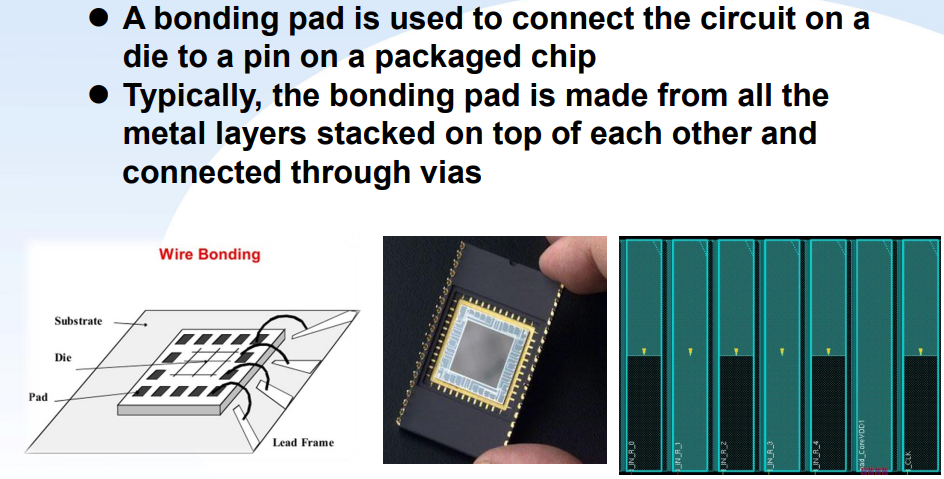 A bonding pad is used to connect the circuit on a
die to a pin on a packaged chip
Typically, the bonding pad is made from all the
metal layers stacked on top of each other and
connected through vias
Wire Bonding
Substrate
Die
Pad
Lead Frame
_IN_R_0
_IN_R_1
_IN_R_2
_IN_R_3
_IN_R_4
pad_CoreVDD1
_CLK